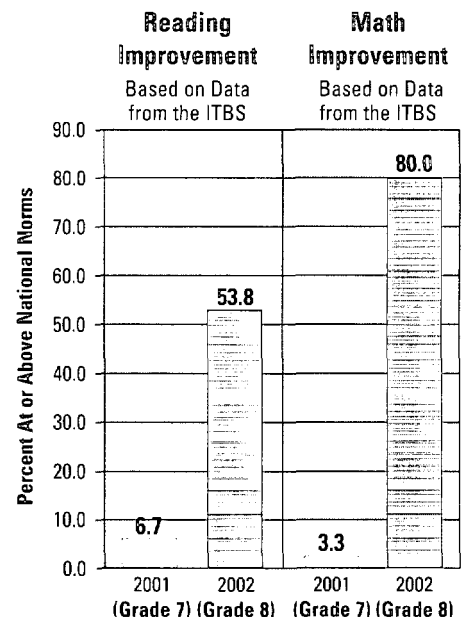 Reading
Improvement
Based on Data
from the ITBS
Math
Improvement
Based on Data
from the ITBS
Percent At or Above National Norms
90.0
80.0
70.0
60.0
50.0
40.0
30.0
20.0
10.0
0.0
6.7
53.8
3.3
80.0
2001
(Grade 7)
2002
(Grade 8)
2001
(Grade 7)
2002
(Grade 8)